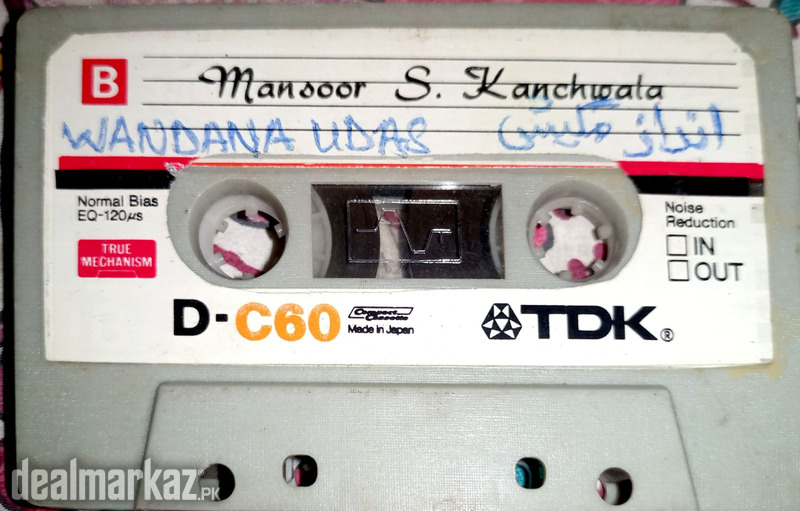 B
Mansoor S. Kanchwala
WANDANA UDAS انداز
Normal Bias
EQ-120µs
TRUE
MECHANISM
Noise
Reduction
IN
OUT
D-C60
Compact
Cassette
Made in Japan
TDK®
dealmarkaz.PK